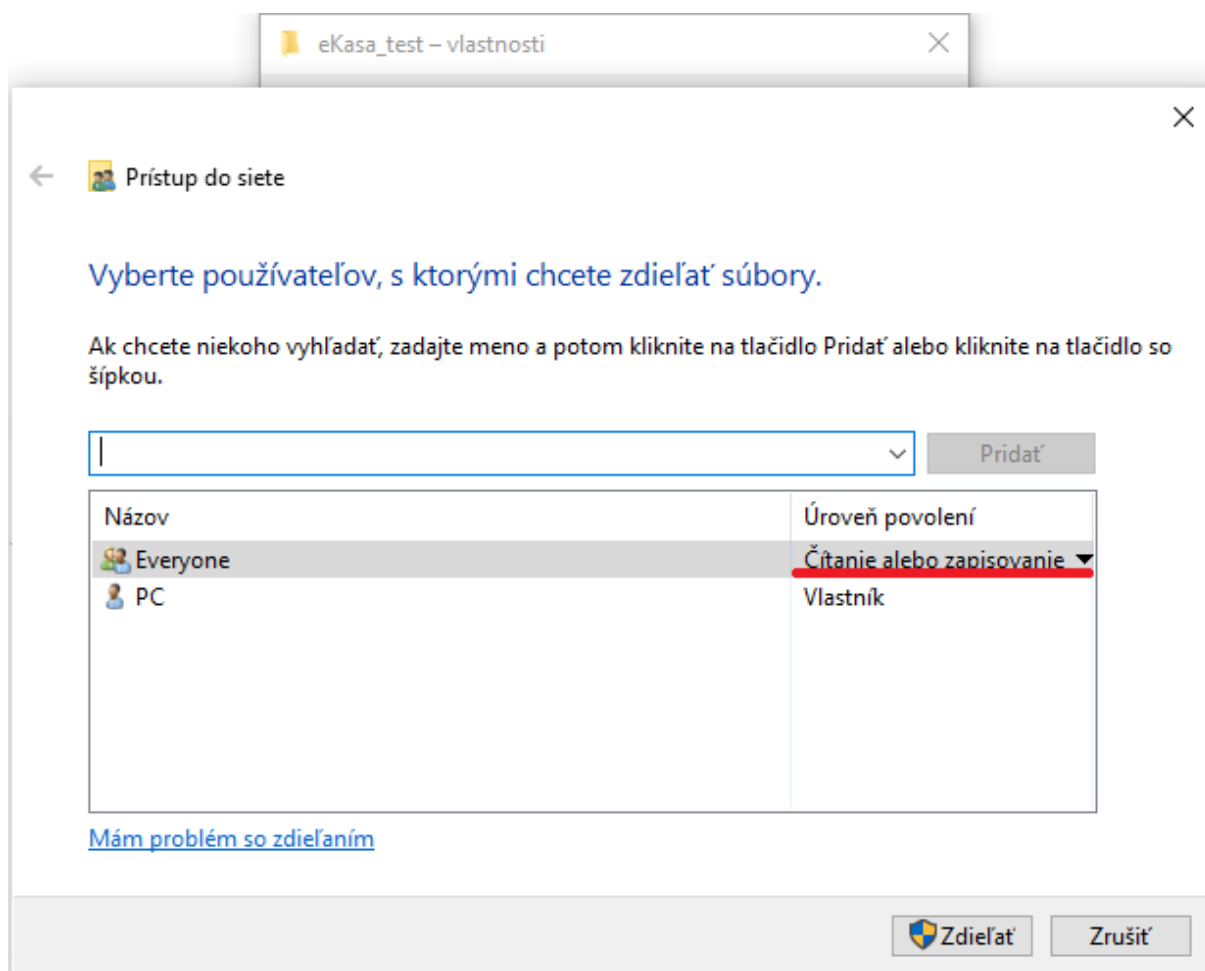 eKasa_test – vlastnosti
Prístup do siete
Vyberte používateľov, s ktorými chcete zdieľať súbory.
Ak chcete niekoho vyhľadať, zadajte meno a potom kliknite na tlačidlo Pridať alebo kliknite na tlačidlo so
šípkou.
Pridať
Názov Úroveň povolení
Everyone Čítanie alebo zapisovanie
PC Vlastník
Mám problém so zdieľaním
Zdieľať Zrušiť